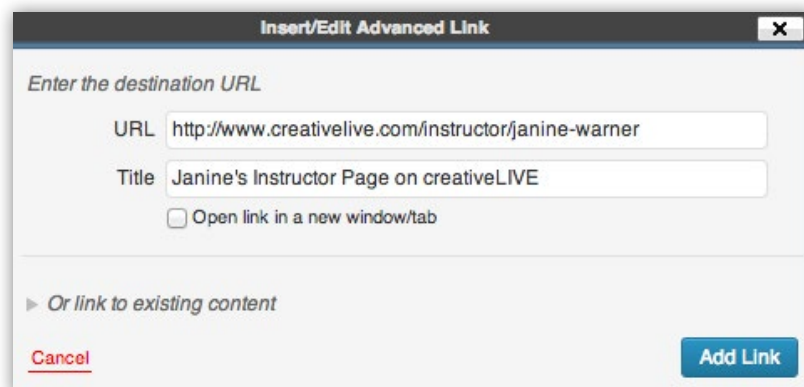 Insert/Edit Advanced Link
Enter the destination URL
URL http://www.creativelive.com/instructor/janine-warner
Title Janine's Instructor Page on creativeLIVE
Open link in a new window/tab
Or link to existing content
Cancel Add Link